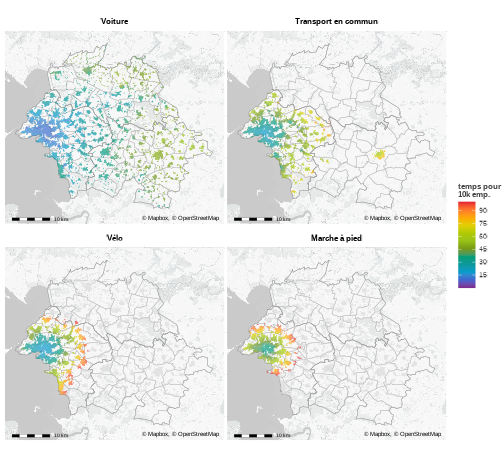 Voiture
Transport en commun
10 km
© Mapbox, © OpenStreetMap
10 km
© Mapbox, © OpenStreetMap
temps pour
10k emp.
90
75
60
45
30
15
Vélo
Marche à pied
10 km
© Mapbox, © OpenStreetMap
10 km
© Mapbox, © OpenStreetMap